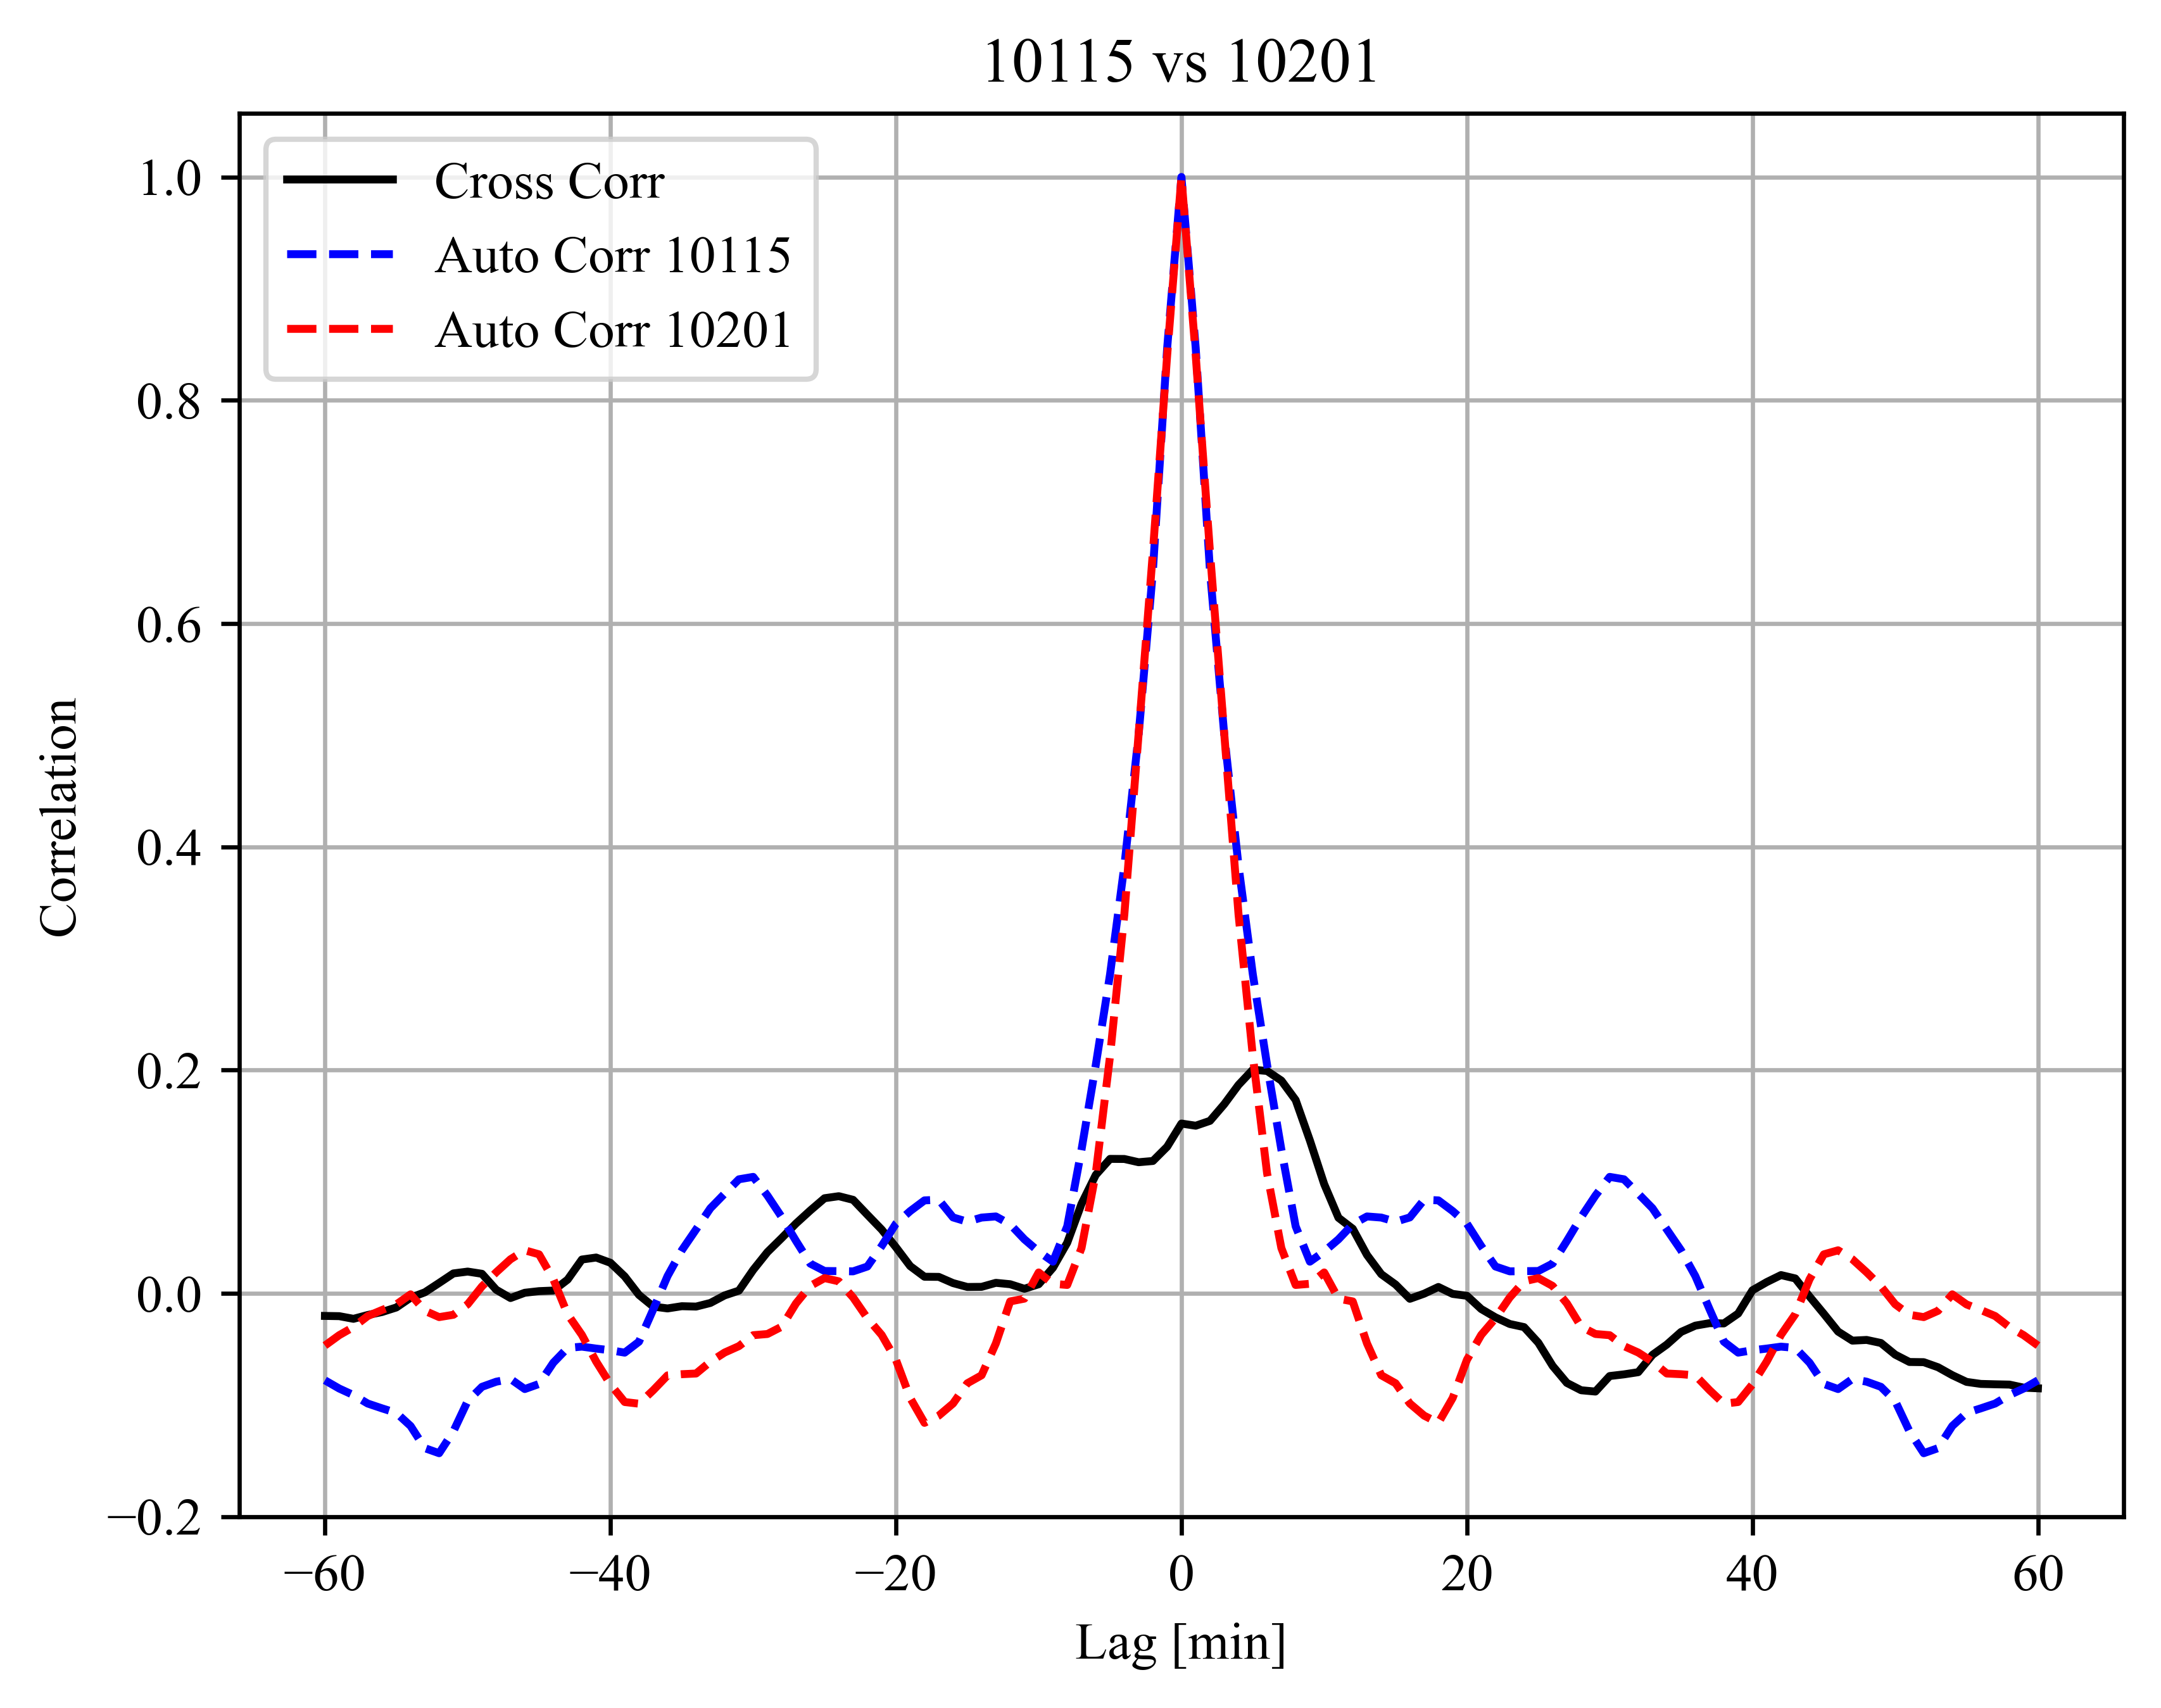 10115 vs 10201
Cross Corr
Auto Corr 10115
Auto Corr 10201
1.0
0.8
0.6
0.4
0.2
0.0
−0.2
Correlation
−60 −40 −20 0 20 40 60
Lag [min]